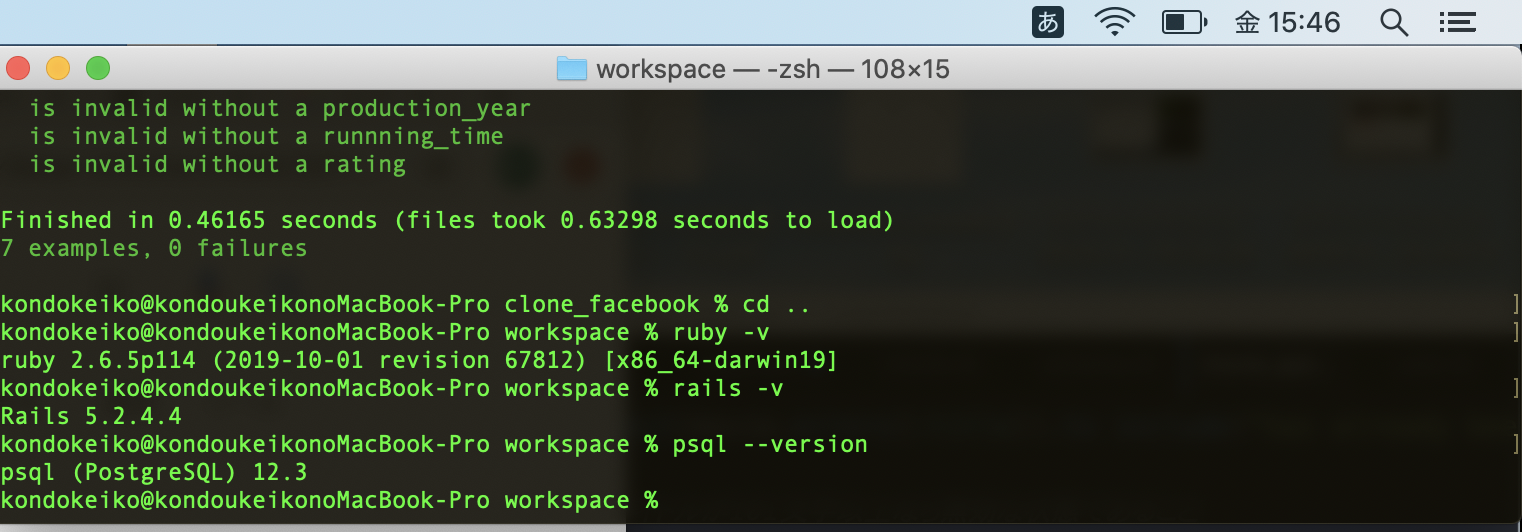 あ 金 15:46
workspace — -zsh — 108×15
is invalid without a production_year
is invalid without a runnning_time
is invalid without a rating
Finished in 0.46165 seconds (files took 0.63298 seconds to load)
7 examples, 0 failures
kondokeiko@kondoukeikonoMacBook-Pro clone_facebook % cd ..
kondokeiko@kondoukeikonoMacBook-Pro workspace % ruby -v
ruby 2.6.5p114 (2019-10-01 revision 67812) [x86_64-darwin19]
kondokeiko@kondoukeikonoMacBook-Pro workspace % rails -v
Rails 5.2.4.4
kondokeiko@kondoukeikonoMacBook-Pro workspace % psql --version
psql (PostgreSQL) 12.3
kondokeiko@kondoukeikonoMacBook-Pro workspace %